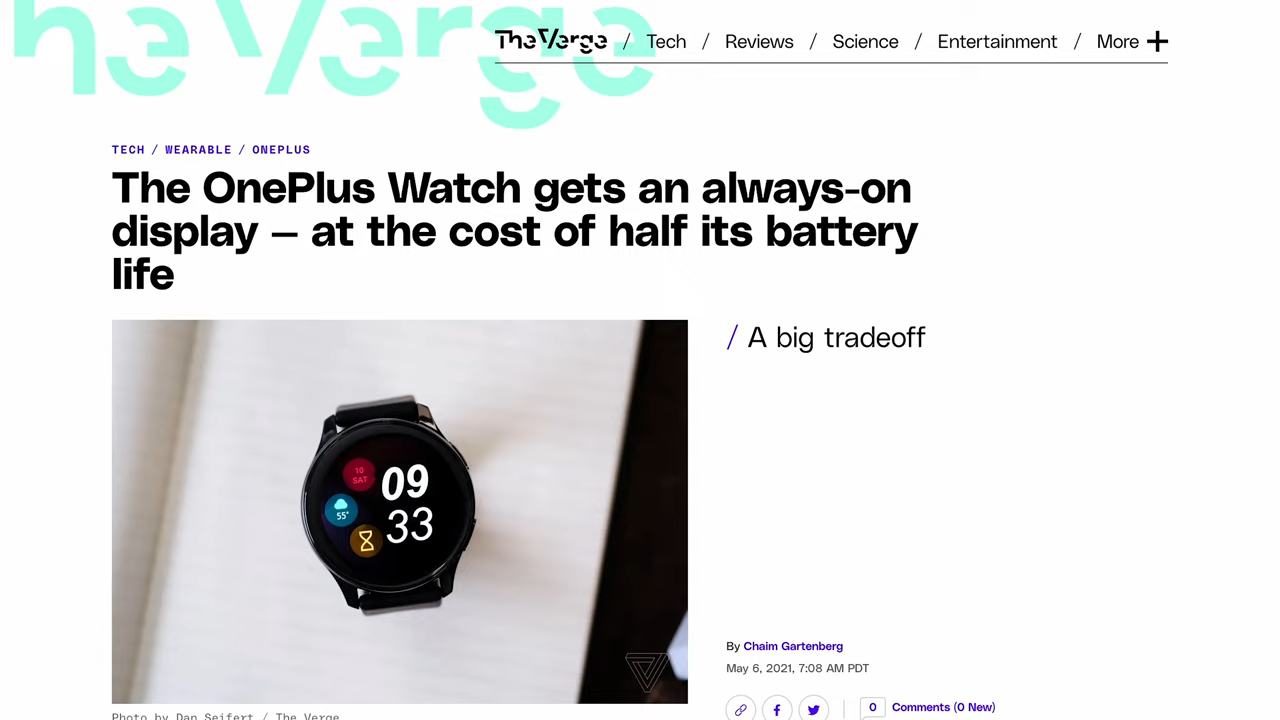 The Verge
The Verge / Tech / Reviews / Science / Entertainment / More +
TECH / WEARABLE / ONEPLUS
The OnePlus Watch gets an always-on
display — at the cost of half its battery
life
/ A big tradeoff
10
SAT
09
55°
33
By Chaim Gartenberg
May 6, 2021, 7:08 AM PDT
0 Comments (0 New)
Photo by Dan Seifert / The Verge